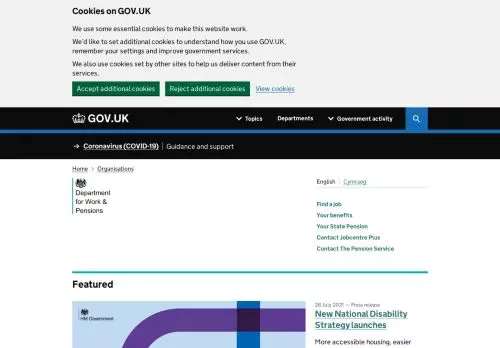 Cookies on GOV.UK
We use some essential cookies to make this website work.
We'd like to set additional cookies to understand how you use GOV.UK,
remember your settings and improve government services.
We also use cookies set by other sites to help us deliver content from their
services.
Accept additional cookies Reject additional cookies View cookies
GOV.UK Topics Departments Government activity
→ Coronavirus (COVID-19) Guidance and support
Home > Organisations
Department
for Work &
Pensions
English Cymraeg
Find a job
Your benefits
Your State Pension
Contact Jobcentre Plus
Contact The Pension Service
Featured
HM Government
28 July 2021 — Press release
New National Disability
Strategy launches
More accessible housing, easier